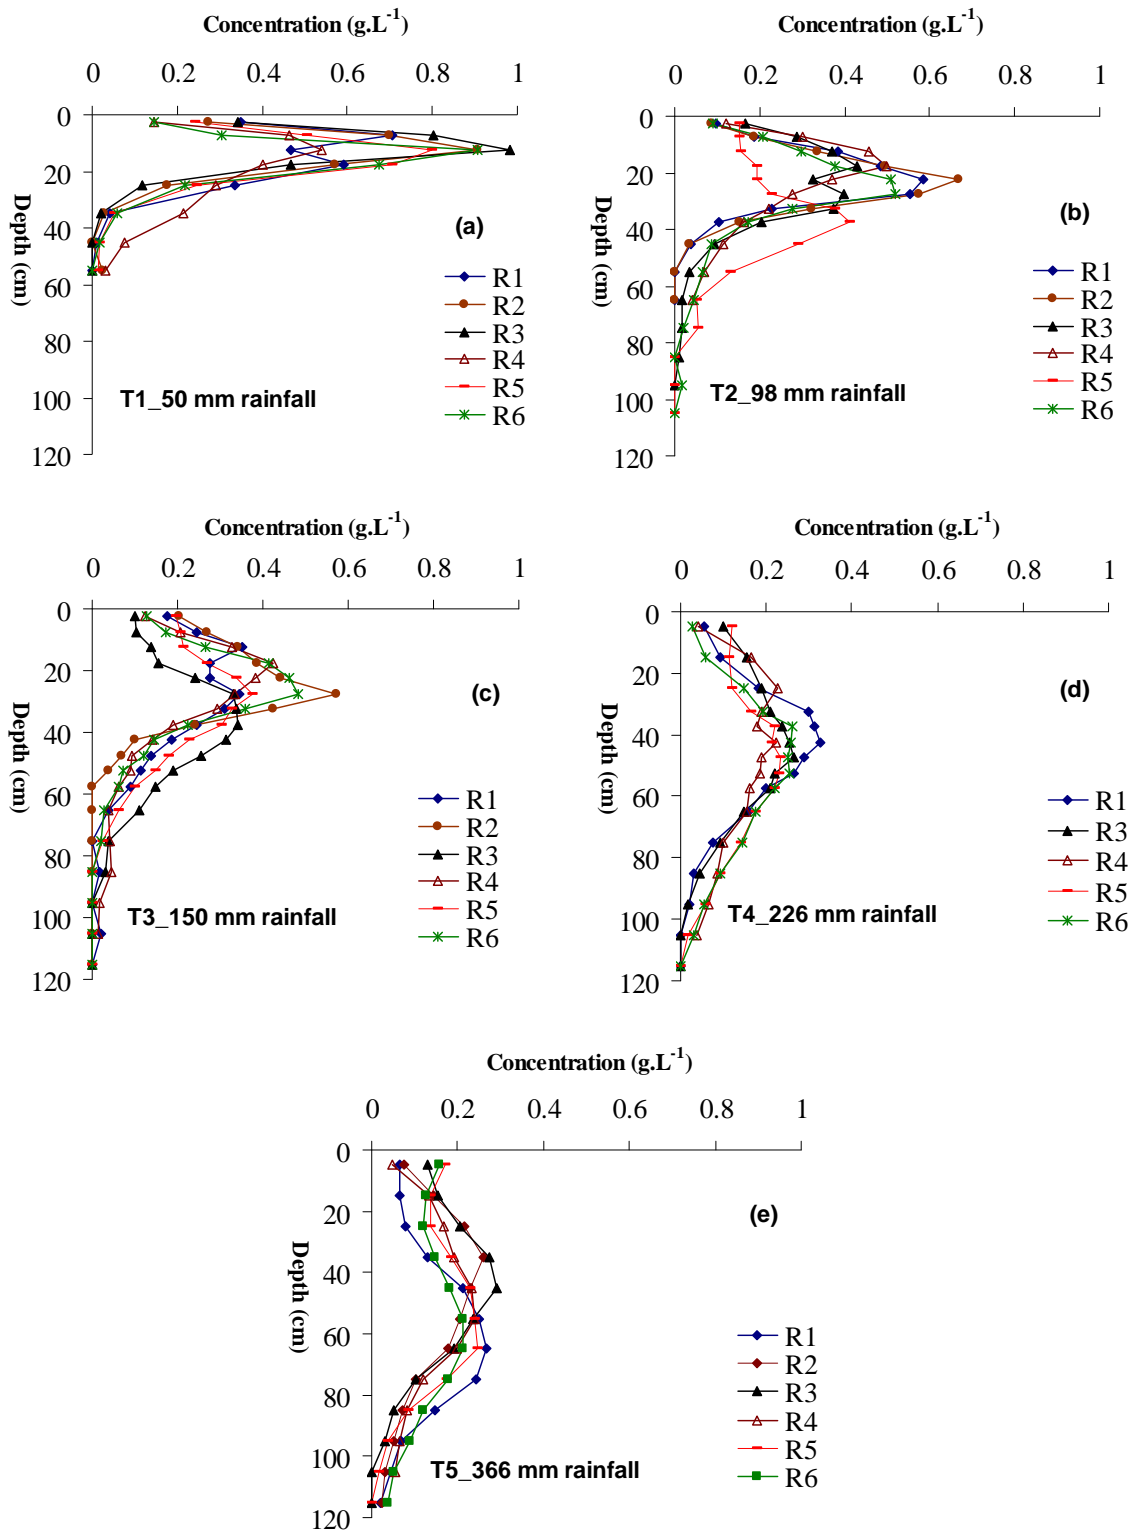 Concentration (g.L-1)
0 0.2 0.4 0.6 0.8 1
0
20
40
60
80
100
120
Depth (cm)
(a)
R1
R2
R3
R4
R5
R6
T1_50 mm rainfall
Concentration (g.L-1)
0 0.2 0.4 0.6 0.8 1
0
20
40
60
80
100
120
Depth (cm)
(b)
R1
R2
R3
R4
R5
R6
T2_98 mm rainfall
Concentration (g.L-1)
0 0.2 0.4 0.6 0.8 1
0
20
40
60
80
100
120
Depth (cm)
(c)
R1
R2
R3
R4
R5
R6
T3_150 mm rainfall
Concentration (g.L-1)
0 0.2 0.4 0.6 0.8 1
0
20
40
60
80
100
120
Depth (cm)
(d)
R1
R3
R4
R5
R6
T4_226 mm rainfall
Concentration (g.L-1)
0 0.2 0.4 0.6 0.8 1
0
20
40
60
80
100
120
Depth (cm)
(e)
R1
R2
R3
R4
R5
R6
T5_366 mm rainfall